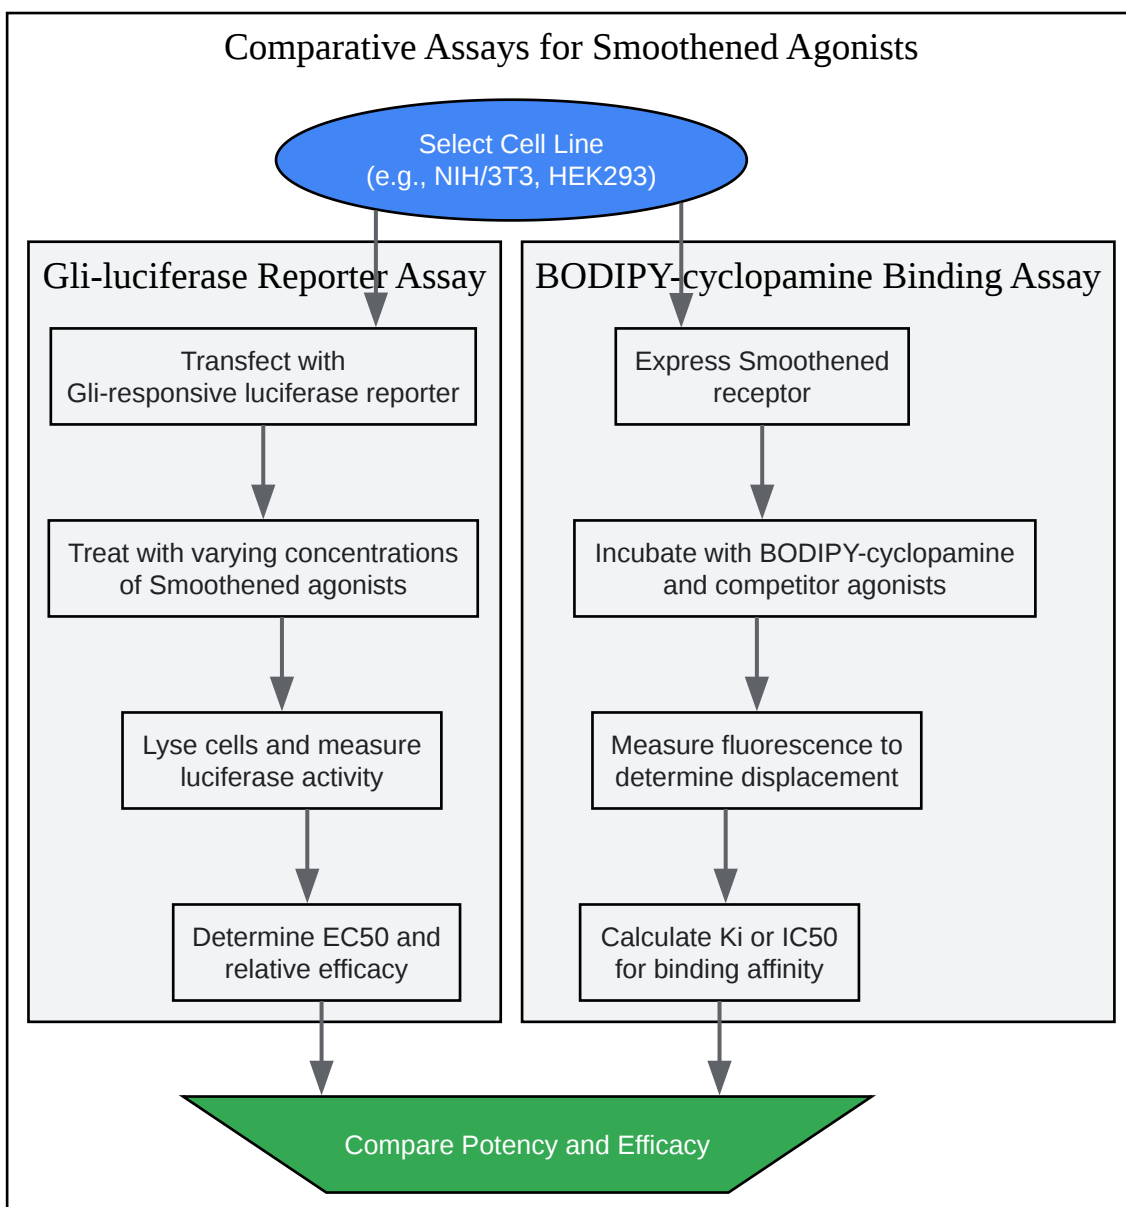 Comparative Assays for Smoothened Agonists
Select Cell Line
(e.g., NIH/3T3, HEK293)
Gli-luciferase Reporter Assay
Transfect with
Gli-responsive luciferase reporter
Treat with varying concentrations
of Smoothened agonists
Lyse cells and measure
luciferase activity
Determine EC50 and
relative efficacy
BODIPY-cyclopamine Binding Assay
Express Smoothened
receptor
Incubate with BODIPY-cyclopamine
and competitor agonists
Measure fluorescence to
determine displacement
Calculate Ki or IC50
for binding affinity
Compare Potency and Efficacy